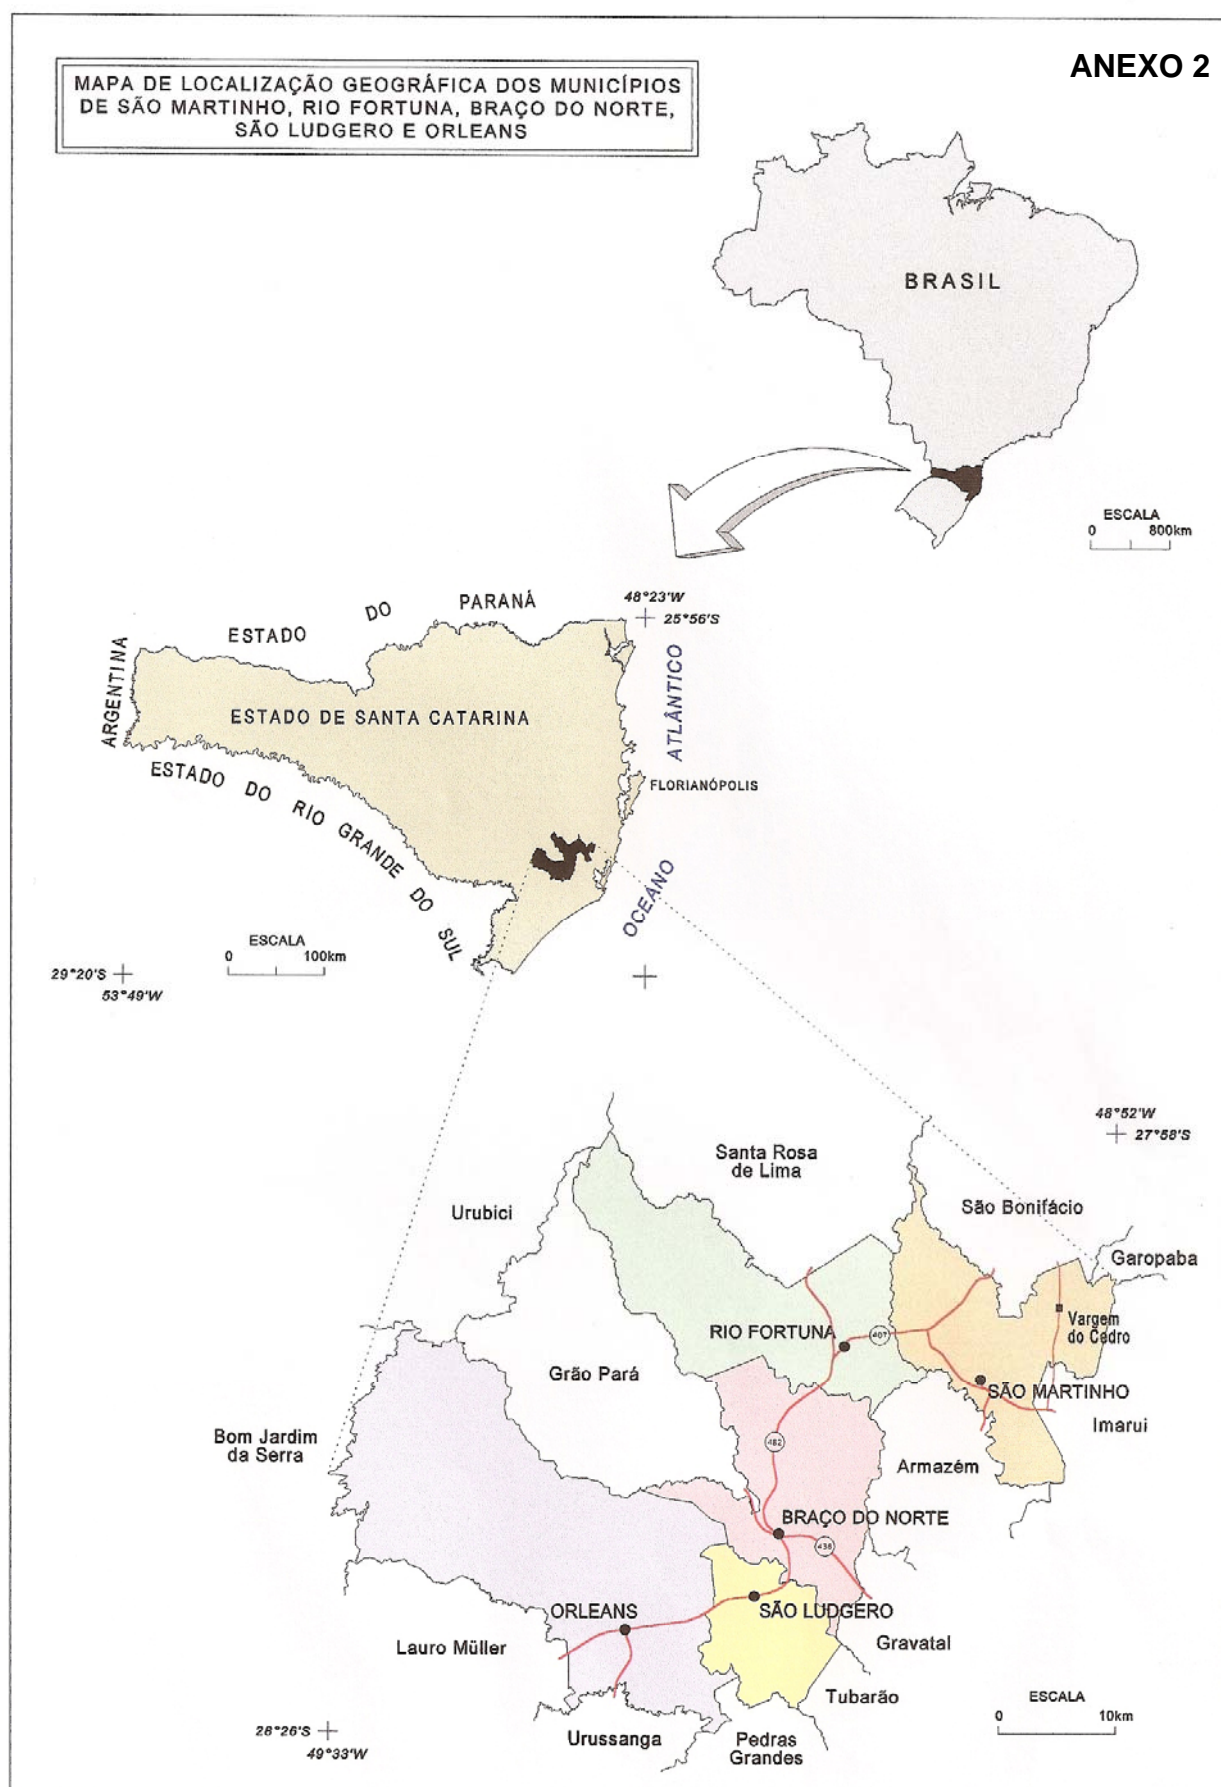 ANEXO 2
MAPA DE LOCALIZAÇÃO GEOGRÁFICA DOS MUNICÍPIOS
DE SÃO MARTINHO, RIO FORTUNA, BRAÇO DO NORTE,
SÃO LUDGERO E ORLEANS
BRASIL
ESCALA
0 800km
48°23'W
25°56'S
ESTADO DO PARANÁ
ARGENTINA
ESTADO DE SANTA CATARINA
ATLÂNTICO
FLORIANÓPOLIS
ESTADO DO RIO GRANDE DO SUL
OCEÁNO
ESCALA
0 100km
29°20'S
53°49'W
48°52'W
27°58'S
Santa Rosa
de Lima
São Bonifácio
Urubici
Garopaba
RIO FORTUNA
407
Vargem
do Cedro
Grão Pará
SÃO MARTINHO
Imarui
Bom Jardim
da Serra
482
Armazém
BRAÇO DO NORTE
438
ORLEANS
SÃO LUDGERO
Lauro Müller
Gravatal
Tubarão
ESCALA
0 10km
28°26'S
49°33'W
Urussanga
Pedras
Grandes